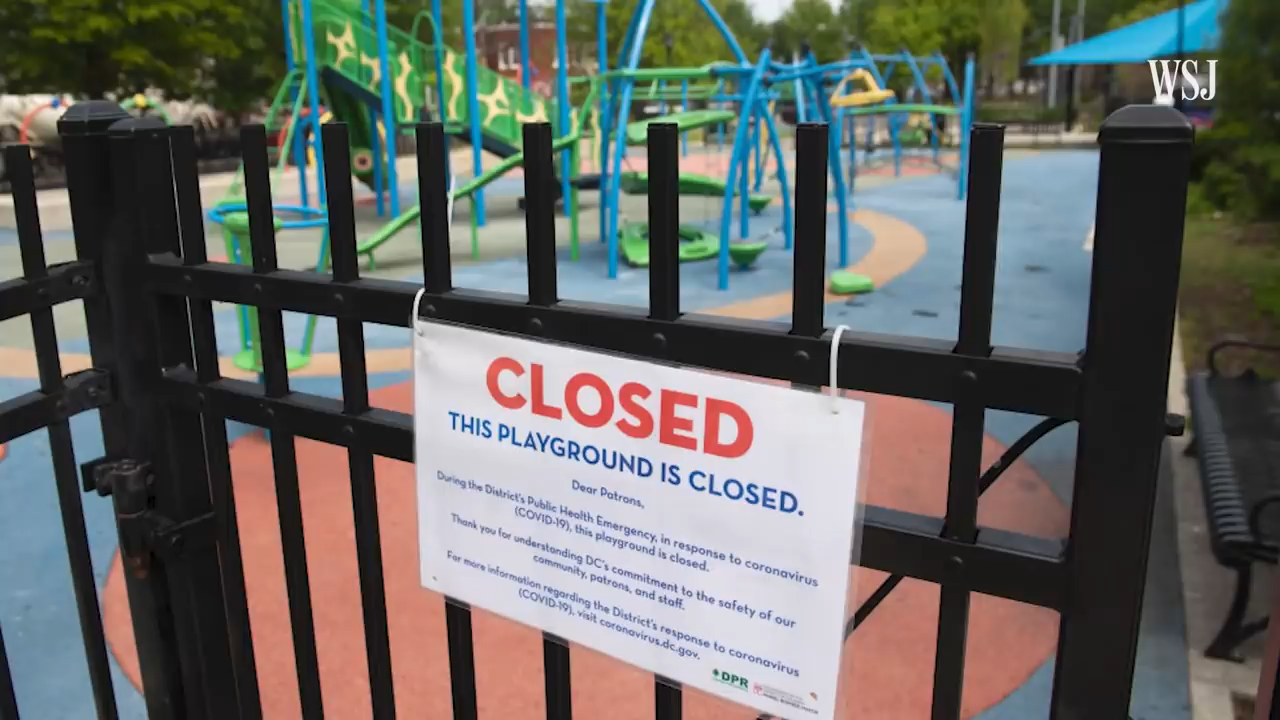 WSJ
CLOSED
THIS PLAYGROUND IS CLOSED.
Dear Patrons,
During the District's Public Health Emergency, in response to coronavirus
(COVID-19), this playground is closed.
Thank you for understanding DC's commitment to the safety of our
community, patrons, and staff.
For more information regarding the District's response to coronavirus
(COVID-19), visit coronavirus.dc.gov.
DPR